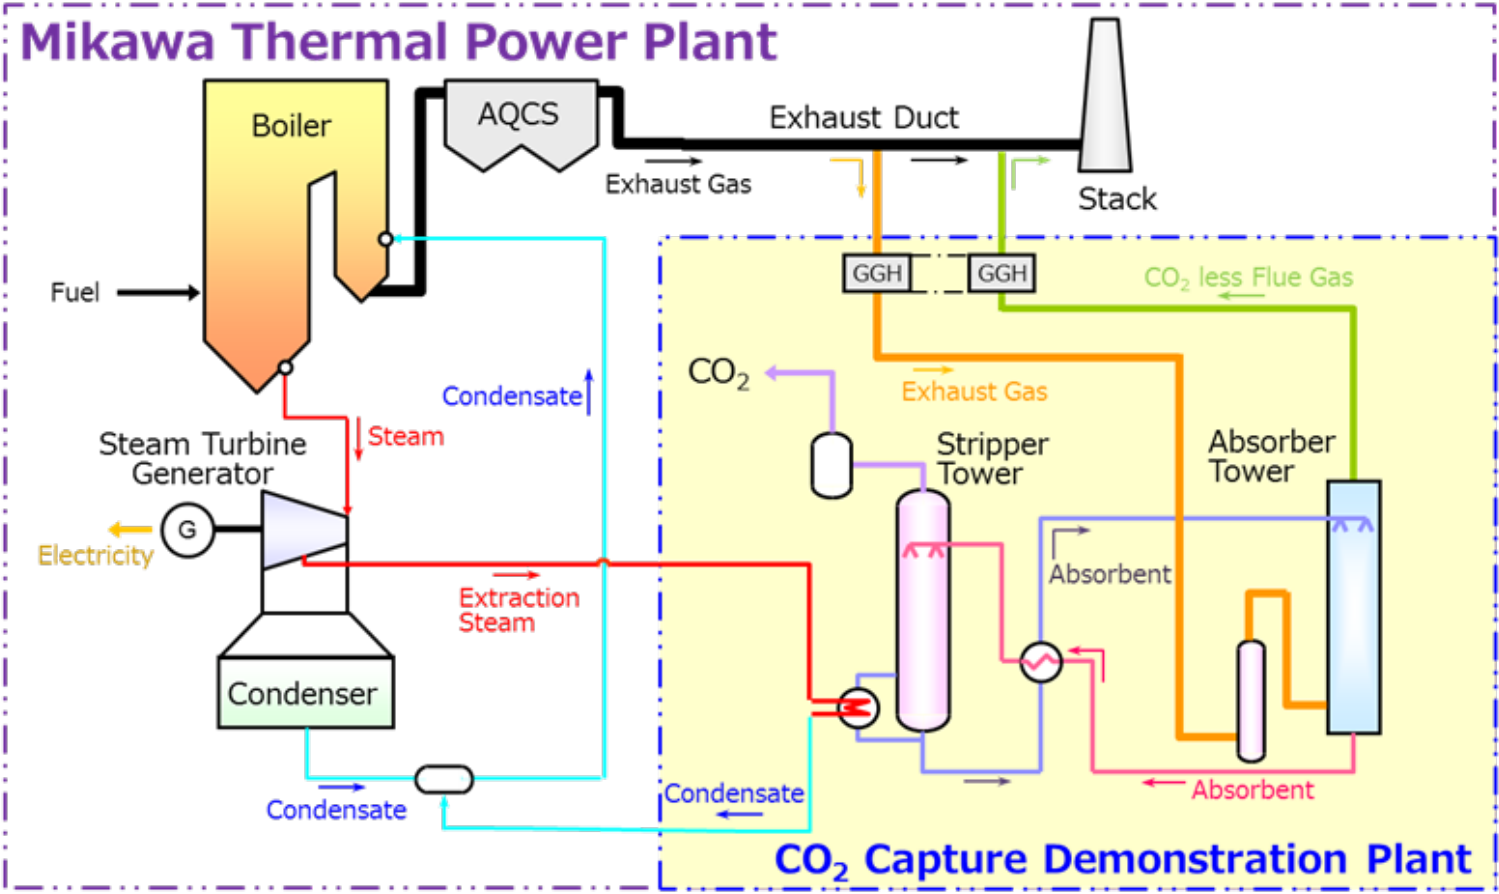 Mikawa Thermal Power Plant
Boiler
AQCS
Exhaust Duct
Exhaust Gas
Stack
Fuel
GGH
GGH
CO₂ less Flue Gas
CO₂
Exhaust Gas
Condensate
Steam
Steam Turbine
Generator
Stripper
Tower
Absorber
Tower
G
Electricity
Extraction
Steam
Absorbent
Condenser
Condensate
Condensate
Absorbent
CO₂ Capture Demonstration Plant